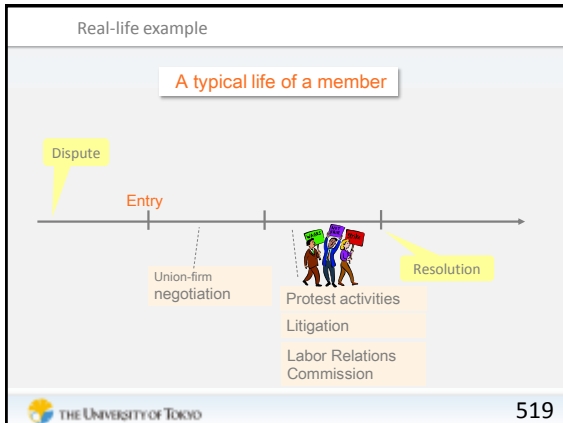 Real-life example
A typical life of a member
Dispute
Entry
Union-firm
negotiation
Protest activities
Litigation
Labor Relations
Commission
Resolution
THE UNIVERSITY OF TOKYO
519